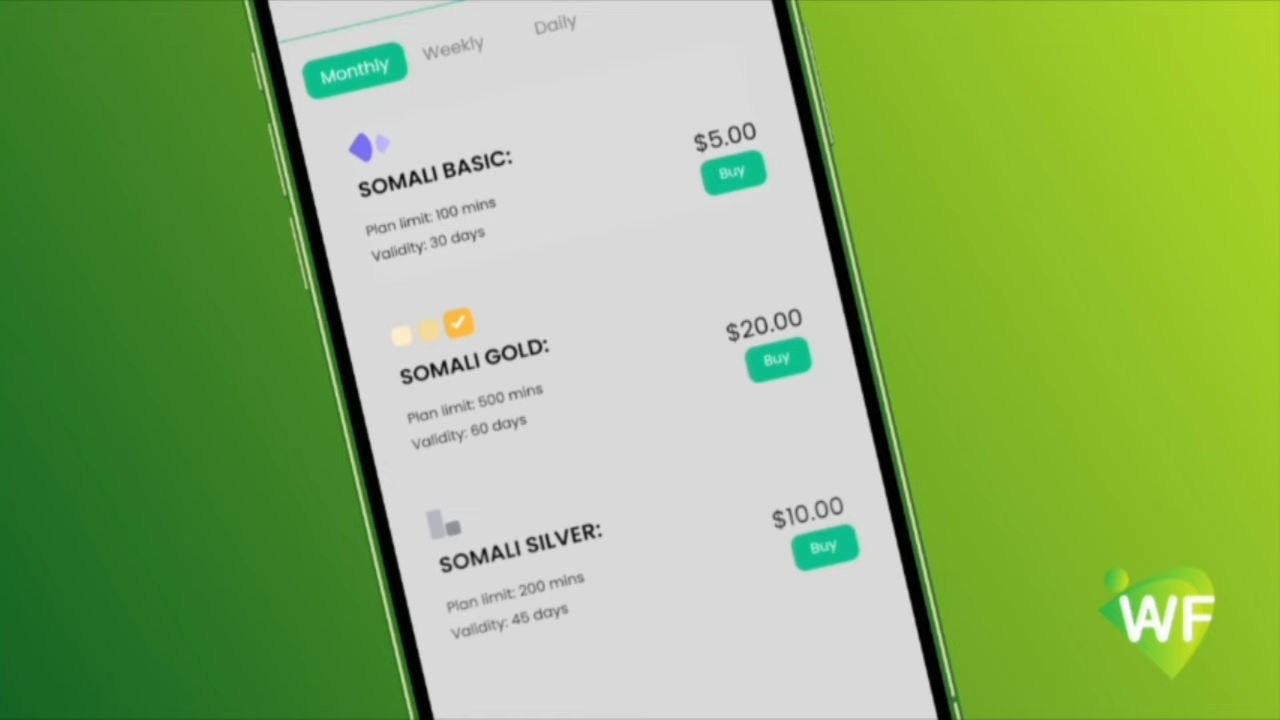 Monthly Weekly Daily
SOMALI BASIC:
Plan limit: 100 mins
Validity: 30 days
$5.00
Buy
SOMALI GOLD:
Plan limit: 500 mins
Validity: 60 days
$20.00
Buy
SOMALI SILVER:
Plan limit: 200 mins
Validity: 45 days
$10.00
Buy
WF